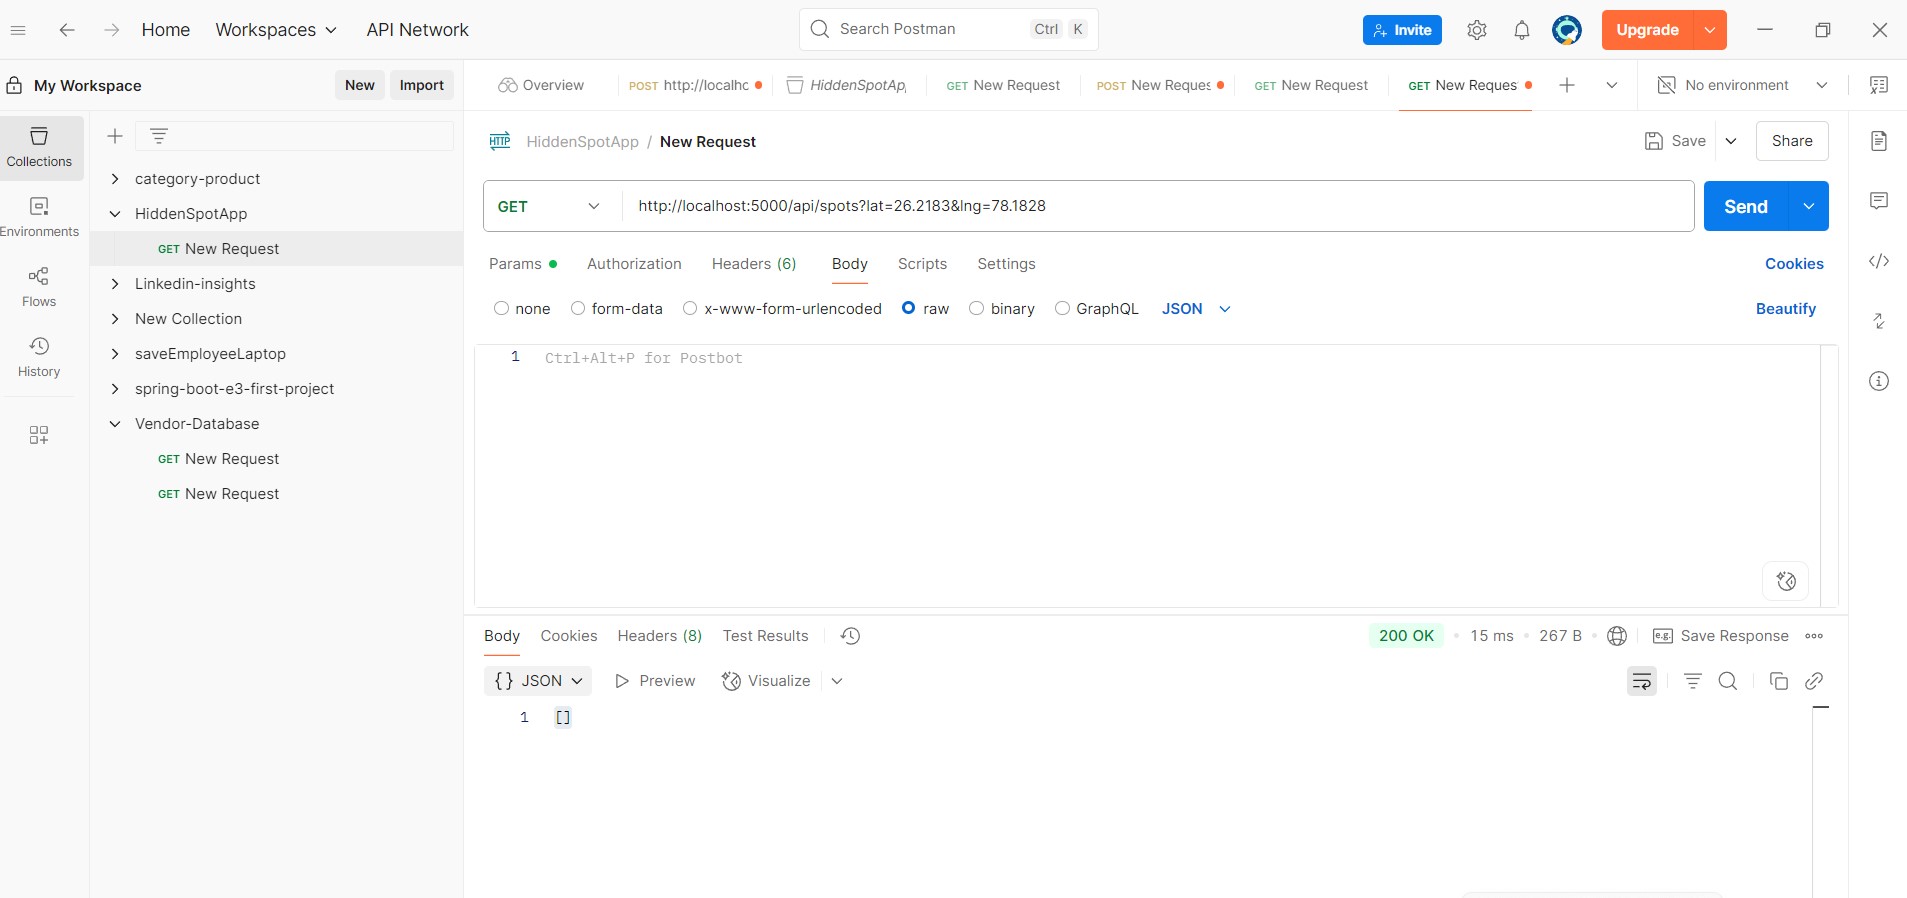 Home Workspaces API Network Search Postman Ctrl K Invite Upgrade
My Workspace New Import Overview POST http://localhc HiddenSpotAp GET New Request POST New Reques GET New Request GET New Reques No environment
Collections
Environments
Flows
History
category-product
HiddenSpotApp
GET New Request
Linkedin-insights
New Collection
saveEmployeeLaptop
spring-boot-e3-first-project
Vendor-Database
GET New Request
GET New Request
HTTP HiddenSpotApp / New Request Save Share
GET http://localhost:5000/api/spots?lat=26.2183&lng=78.1828 Send
Params Authorization Headers (6) Body Scripts Settings Cookies
none form-data x-www-form-urlencoded raw binary GraphQL JSON Beautify
1 Ctrl+Alt+P for Postbot
Body Cookies Headers (8) Test Results 200 OK 15 ms 267 B e.g. Save Response
{} JSON Preview Visualize
1 []